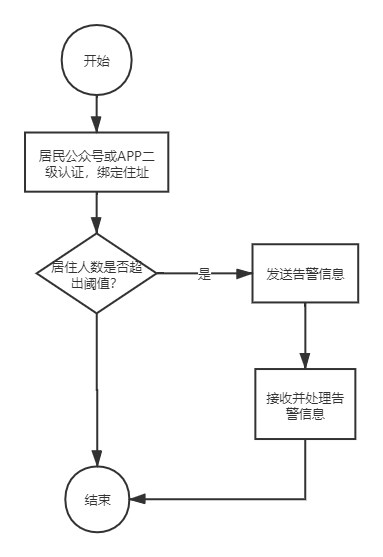 开始
居民公众号或APP二
级认证，绑定住址
居住人数是否超
出阈值？
是
发送告警信息
接收并处理告
警信息
结束